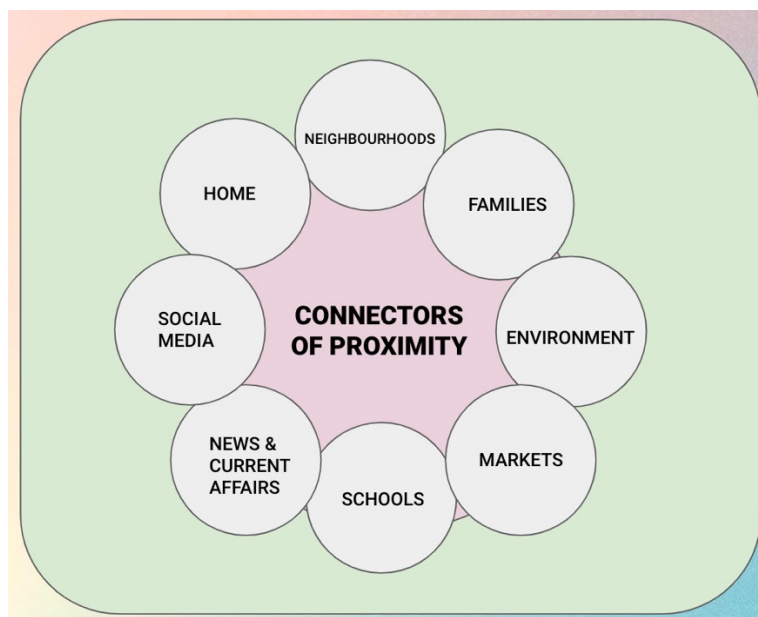 NEIGHBOURHOODS
HOME
FAMILIES
CONNECTORS
OF PROXIMITY
SOCIAL
MEDIA
ENVIRONMENT
NEWS &
CURRENT
AFFAIRS
MARKETS
SCHOOLS